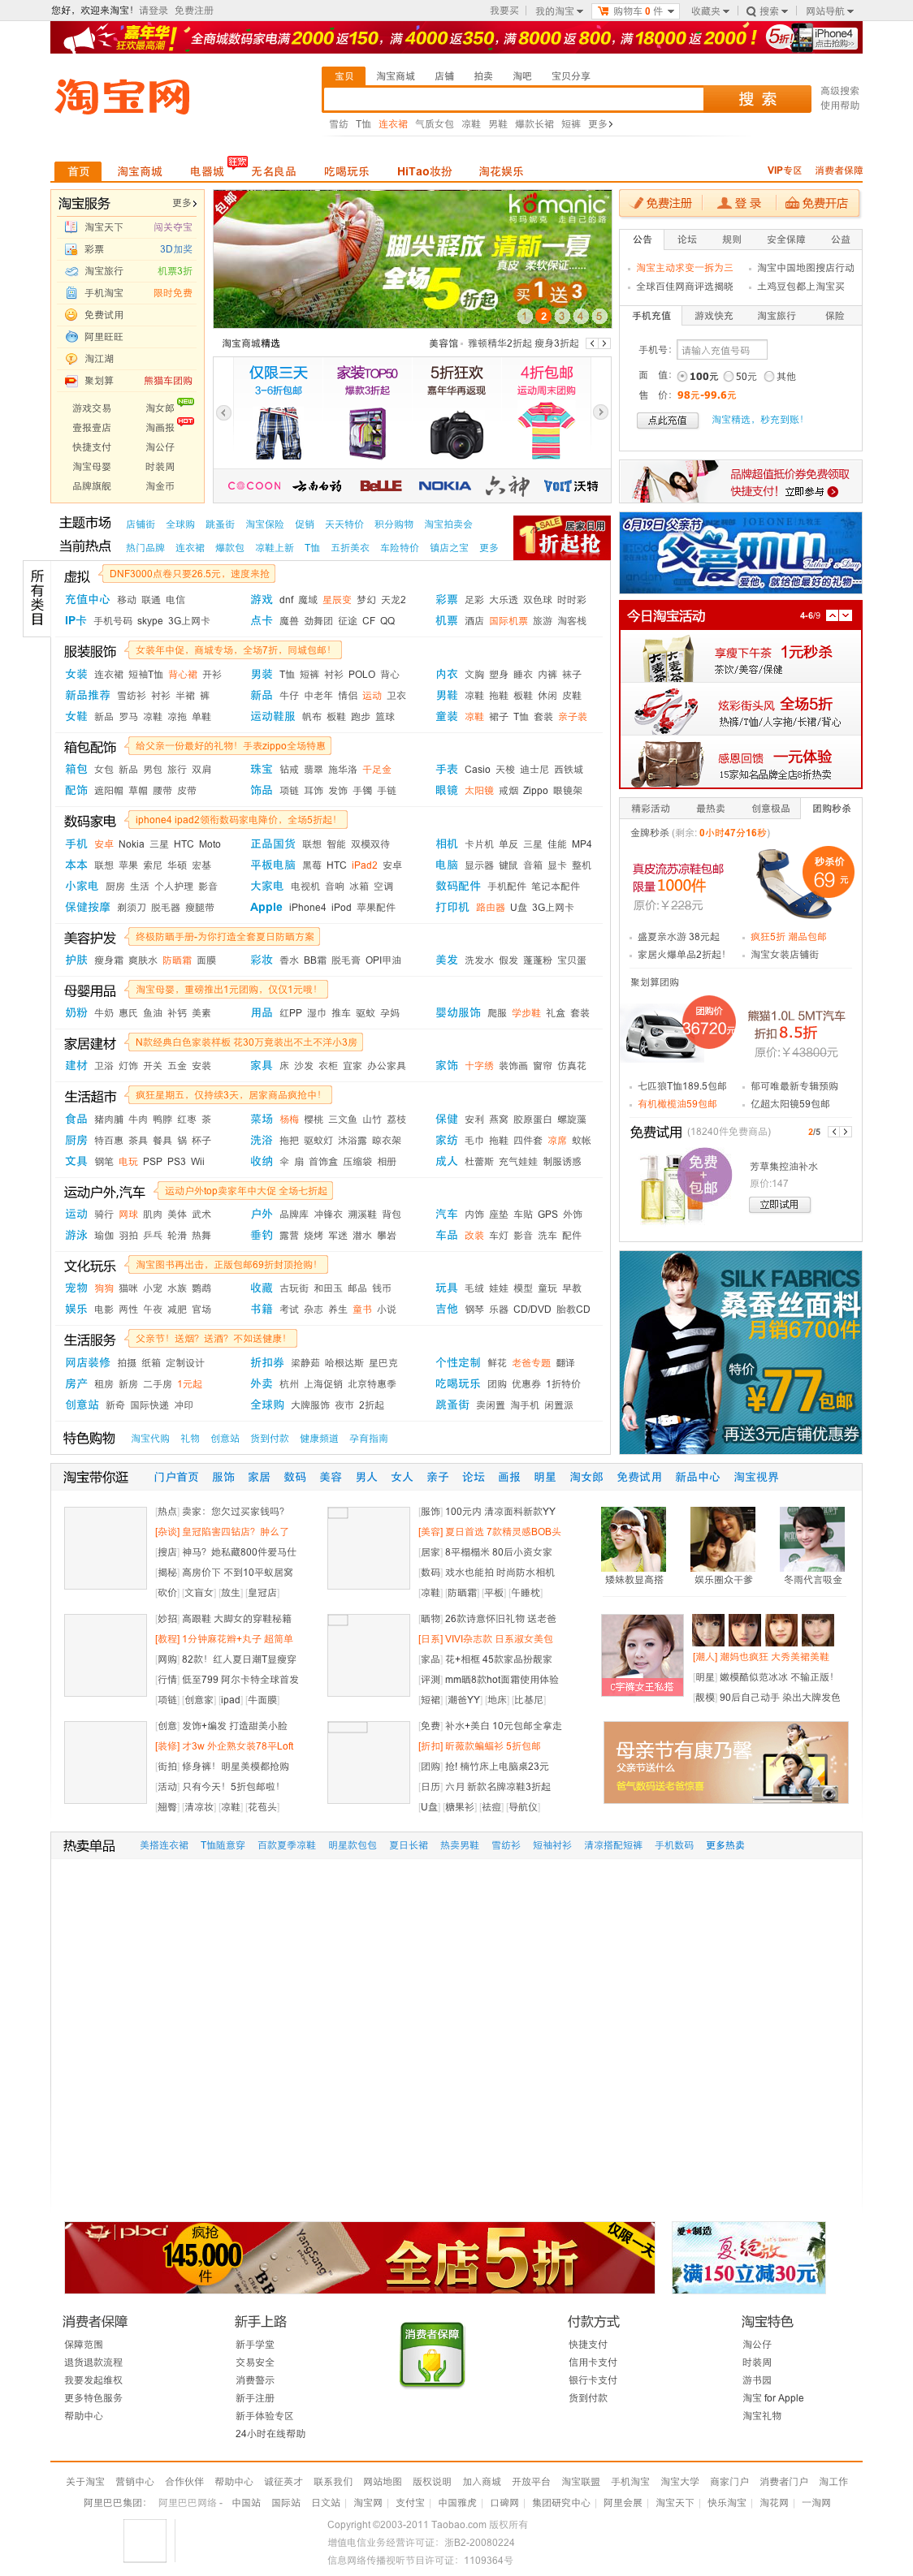 您好，欢迎来淘宝！请登录 免费注册
我要买 我的淘宝 购物车 0 件 收藏夹 搜索 网站导航
嘉年华！ 狂欢最高潮！ 全商城数码家电满2000返150，满4000返350，满8000返800，满18000返2000！ 5折! iPhone4 点击抢购>>
淘宝网
宝贝 淘宝商城 店铺 拍卖 淘吧 宝贝分享
搜 索
高级搜索
使用帮助
雪纺 T恤 连衣裙 气质女包 凉鞋 男鞋 爆款长裙 短裤 更多
首页 淘宝商城 电器城 狂欢 无名良品 吃喝玩乐 HiTao妆扮 淘花娱乐 VIP专区 消费者保障
淘宝服务 更多
淘宝天下 闯关夺宝
彩票 3D加奖
淘宝旅行 机票3折
手机淘宝 限时免费
免费试用
阿里旺旺
淘江湖
聚划算 熊猫车团购
游戏交易 淘女郎 NEW
壹报壹店 淘画报 HOT
快捷支付 淘公仔
淘宝母婴 时装周
品牌旗舰 淘金币
包邮
komanic
柯玛妮克 走自己的路
脚尖释放 清新一夏
真皮 柔软保证......
全场5折起
买1送3
1 2 3 4 5
淘宝商城精选 美容馆 雅顿精华2折起 瘦身3折起
仅限三天 家装TOP50 5折狂欢 4折包邮
3~6折包邮 爆款3折起 嘉年华再返现 运动周末团购
COCOON 云南白药 BeLLE NOKIA 六神 VOIT沃特
免费注册 登 录 免费开店
公告 论坛 规则 安全保障 公益
淘宝主动求变一拆为三 淘宝中国地图搜店行动
全球百佳网商评选揭晓 土鸡豆包都上淘宝买
手机充值 游戏快充 淘宝旅行 保险
手机号： 请输入充值号码
面 值： 100元 50元 其他
售 价： 98元-99.6元
点此充值 淘宝精选，秒充到账！
品牌超值抵价券免费领取
快捷支付！立即参与
主题市场 店铺街 全球购 跳蚤街 淘宝保险 促销 天天特价 积分购物 淘宝拍卖会
当前热点 热门品牌 连衣裙 爆款包 凉鞋上新 T恤 五折美衣 车险特价 镇店之宝 更多
SALE 居家日用 1折起抢
6月19日 父亲节 JOEONE
父爱如山
爱他，就给他最好的礼物...
所有类目
虚拟 DNF3000点卷只要26.5元，速度来抢
充值中心 移动 联通 电信 游戏 dnf 魔域 星辰变 梦幻 天龙2 彩票 足彩 大乐透 双色球 时时彩
IP卡 手机号码 skype 3G上网卡 点卡 魔兽 劲舞团 征途 CF QQ 机票 酒店 国际机票 旅游 淘客栈
服装服饰 女装年中促，商城专场，全场7折，同城包邮！
女装 连衣裙 短袖T恤 背心裙 开衫 男装 T恤 短裤 衬衫 POLO 背心 内衣 文胸 塑身 睡衣 内裤 袜子
新品推荐 雪纺衫 衬衫 半裙 裤 新品 牛仔 中老年 情侣 运动 卫衣 男鞋 凉鞋 拖鞋 板鞋 休闲 皮鞋
女鞋 新品 罗马 凉鞋 凉拖 单鞋 运动鞋服 帆布 板鞋 跑步 篮球 童装 凉鞋 裙子 T恤 套装 亲子装
箱包配饰 给父亲一份最好的礼物！手表zippo全场特惠
箱包 女包 新品 男包 旅行 双肩 珠宝 钻戒 翡翠 施华洛 千足金 手表 Casio 天梭 迪士尼 西铁城
配饰 遮阳帽 草帽 腰带 皮带 饰品 项链 耳饰 发饰 手镯 手链 眼镜 太阳镜 戒烟 Zippo 眼镜架
数码家电 iphone4 ipad2领衔数码家电降价，全场5折起！
手机 安卓 Nokia 三星 HTC Moto 正品国货 联想 智能 双模双待 相机 卡片机 单反 三星 佳能 MP4
本本 联想 苹果 索尼 华硕 宏基 平板电脑 黑莓 HTC iPad2 安卓 电脑 显示器 键鼠 音箱 显卡 整机
小家电 厨房 生活 个人护理 影音 大家电 电视机 音响 冰箱 空调 数码配件 手机配件 笔记本配件
保健按摩 剃须刀 脱毛器 瘦腿带 Apple iPhone4 iPod 苹果配件 打印机 路由器 U盘 3G上网卡
美容护发 终极防晒手册-为你打造全套夏日防晒方案
护肤 瘦身霜 爽肤水 防晒霜 面膜 彩妆 香水 BB霜 脱毛膏 OPI甲油 美发 洗发水 假发 蓬蓬粉 宝贝蛋
母婴用品 淘宝母婴，重磅推出1元团购，仅仅1元哦！
奶粉 牛奶 惠氏 鱼油 补钙 美素 用品 红PP 湿巾 推车 驱蚊 孕妈 婴幼服饰 爬服 学步鞋 礼盒 套装
家居建材 N款经典白色家装样板 花30万竟装出不土不洋小3房
建材 卫浴 灯饰 开关 五金 安装 家具 床 沙发 衣柜 宜家 办公家具 家饰 十字绣 装饰画 窗帘 仿真花
生活超市 疯狂星期五，仅持续3天，居家商品疯抢中！
食品 猪肉脯 牛肉 鸭脖 红枣 茶 菜场 杨梅 樱桃 三文鱼 山竹 荔枝 保健 安利 燕窝 胶原蛋白 螺旋藻
厨房 特百惠 茶具 餐具 锅 杯子 洗浴 拖把 驱蚊灯 沐浴露 晾衣架 家纺 毛巾 拖鞋 四件套 凉席 蚊帐
文具 钢笔 电玩 PSP PS3 Wii 收纳 伞 扇 首饰盒 压缩袋 相册 成人 杜蕾斯 充气娃娃 制服诱惑
运动户外,汽车 运动户外top卖家年中大促 全场七折起
运动 骑行 网球 肌肉 美体 武术 户外 品牌库 冲锋衣 溯溪鞋 背包 汽车 内饰 座垫 车贴 GPS 外饰
游泳 瑜伽 羽拍 乒乓 轮滑 热舞 垂钓 露营 烧烤 军迷 潜水 攀岩 车品 改装 车灯 影音 洗车 配件
文化玩乐 淘宝图书再出击，正版包邮69折封顶抢购！
宠物 狗狗 猫咪 小宠 水族 鹦鹉 收藏 古玩街 和田玉 邮品 钱币 玩具 毛绒 娃娃 模型 童玩 早教
娱乐 电影 两性 午夜 减肥 官场 书籍 考试 杂志 养生 童书 小说 吉他 钢琴 乐器 CD/DVD 胎教CD
生活服务 父亲节！送烟？送酒？不如送健康！
网店装修 拍摄 纸箱 定制设计 折扣券 梁静茹 哈根达斯 星巴克 个性定制 鲜花 老爸专题 翻译
房产 租房 新房 二手房 1元起 外卖 杭州 上海促销 北京特惠季 吃喝玩乐 团购 优惠券 1折特价
创意站 新奇 国际快递 冲印 全球购 大牌服饰 夜市 2折起 跳蚤街 卖闲置 淘手机 闲置派
特色购物 淘宝代购 礼物 创意站 货到付款 健康频道 孕育指南
今日淘宝活动 4-6/9
享瘦下午茶 1元秒杀
茶饮/美容/保健
炫彩街头风 全场5折
热裤/T恤/人字拖/长裙/背心
感恩回馈 一元体验
15家知名品牌全店8折热卖
精彩活动 最热卖 创意极品 团购秒杀
金牌秒杀 (剩余: 0小时47分16秒)
真皮流苏凉鞋包邮
限量1000件
原价:￥228元
秒杀价 69 元
盛夏亲水游 38元起 疯狂5折 潮品包邮
家居火爆单品2折起！ 淘宝女装店铺街
聚划算团购
团购价 36720元
熊猫1.0L 5MT汽车
折扣8.5折
原价:￥43800元
七匹狼T恤189.5包邮 郁可唯最新专辑预购
有机橄榄油59包邮 亿超太阳镜59包邮
免费试用 (18240件免费商品) 2/5
免费+包邮
芳草集控油补水
原价:147
立即试用
SILK FABRICS
桑蚕丝面料
月销6700件
特价 ￥77包邮
再送3元店铺优惠券
淘宝带你逛 门户首页 服饰 家居 数码 美容 男人 女人 亲子 论坛 画报 明星 淘女郎 免费试用 新品中心 淘宝视界
[热点] 卖家：您欠过买家钱吗?
[杂谈] 皇冠陷害四钻店？肿么了
[搜店] 神马？她私藏800件爱马仕
[揭秘] 高房价下 不到10平蚁居窝
[砍价] [文盲女] [放生] [皇冠店]
[服饰] 100元内 清凉面料新款YY
[美容] 夏日首选 7款精灵感BOB头
[居家] 8平榻榻米 80后小资女家
[数码] 戏水也能拍 时尚防水相机
[凉鞋] [防晒霜] [平板] [午睡枕]
矮妹教显高搭 娱乐圈众干爹 冬雨代言吸金
[妙招] 高跟鞋 大脚女的穿鞋秘籍
[教程] 1分钟麻花辫+丸子 超简单
[网购] 82款！红人夏日潮T显瘦穿
[行情] 低至799 阿尔卡特全球首发
[项链] [创意家] [ipad] [牛面膜]
[晒物] 26款诗意怀旧礼物 送老爸
[日系] VIVI杂志款 日系淑女美包
[家品] 花+相框 45款家品扮靓家
[评测] mm晒8款hot面霜使用体验
[短裙] [潮爸YY] [地床] [比基尼]
C字裤女王私搭
[潮人] 潮妈也疯狂 大秀美裙美鞋
[明星] 嫩模酷似范冰冰 不输正版！
[靓模] 90后自己动手 染出大牌发色
[创意] 发饰+编发 打造甜美小脸
[装修] 才3w 外企熟女装78平Loft
[街拍] 修身裤！明星美模都抢购
[活动] 只有今天！5折包邮啦！
[翘臀] [清凉妆] [凉鞋] [花苞头]
[免费] 补水+美白 10元包邮全拿走
[折扣] 昕薇款蝙蝠衫 5折包邮
[团购] 抢! 楠竹床上电脑桌23元
[日历] 六月 新款名牌凉鞋3折起
[U盘] [糖果衫] [祛痘] [导航仪]
母亲节有康乃馨
父亲节送什么
爸气数码送老爸惊喜
热卖单品 美搭连衣裙 T恤随意穿 百款夏季凉鞋 明星款包包 夏日长裙 热卖男鞋 雪纺衫 短袖衬衫 清凉搭配短裤 手机数码 更多热卖
pba 疯抢 145,000件 YangSong BB 全店5折 仅限一天
爱★制造 夏绝放 满150立减30元
消费者保障 新手上路 消费者保障 付款方式 淘宝特色
保障范围 新手学堂 快捷支付 淘公仔
退货退款流程 交易安全 信用卡支付 时装周
我要发起维权 消费警示 银行卡支付 游书园
更多特色服务 新手注册 货到付款 淘宝 for Apple
帮助中心 新手体验专区 淘宝礼物
24小时在线帮助
关于淘宝 营销中心 合作伙伴 帮助中心 诚征英才 联系我们 网站地图 版权说明 加入商城 开放平台 淘宝联盟 手机淘宝 淘宝大学 商家门户 消费者门户 淘工作
阿里巴巴集团： 阿里巴巴网络 - 中国站 国际站 日文站 | 淘宝网 | 支付宝 | 中国雅虎 | 口碑网 | 集团研究中心 | 阿里会展 | 淘宝天下 | 快乐淘宝 | 淘花网 | 一淘网
Copyright ©2003-2011 Taobao.com 版权所有
增值电信业务经营许可证：浙B2-20080224
信息网络传播视听节目许可证：1109364号